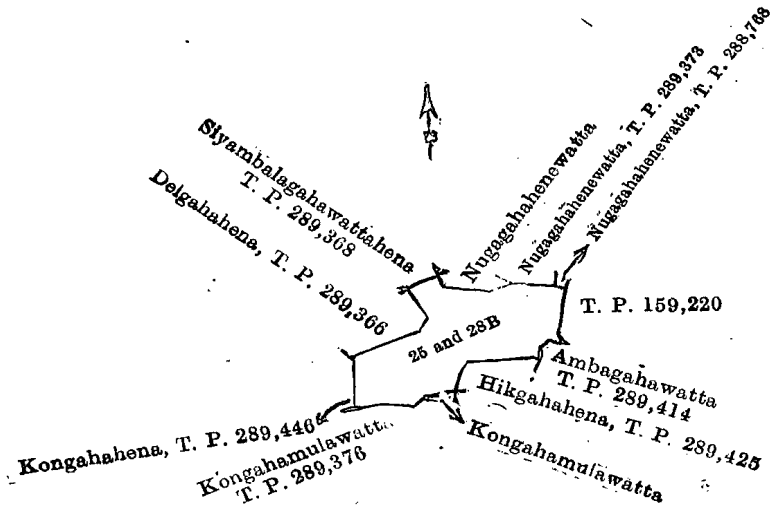 Siyambalagahawattahena
T. P. 289,368
Delgahahena, T. P. 289,366
Nugagahahenewatta
Nugagahahenewatta, T. P. 289,373
Nugagahahenewatta, T. P. 288,768
T. P. 159,220
25 and 28B
Ambagahawatta
T. P. 289,414
Hikgahahena, T. P. 289,425
Kongahamulawatta
Kongahahena, T. P. 289,446
Kongahamulawatta
T. P. 289,376